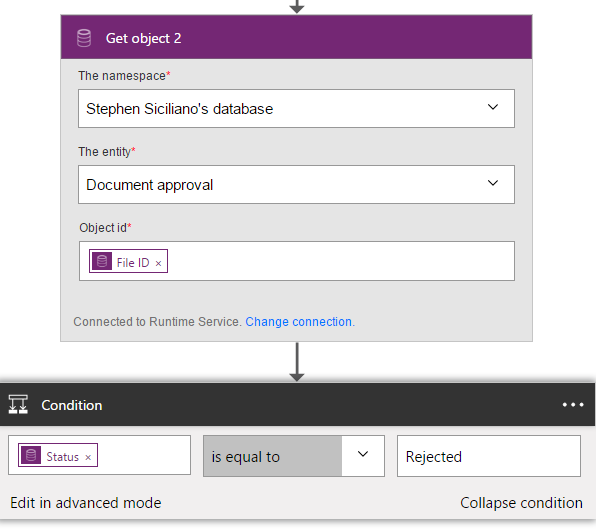 Get object 2
The namespace*
Stephen Siciliano's database
The entity*
Document approval
Object id*
File ID ×
Connected to Runtime Service. Change connection.
Condition
Status × is equal to Rejected
Edit in advanced mode Collapse condition